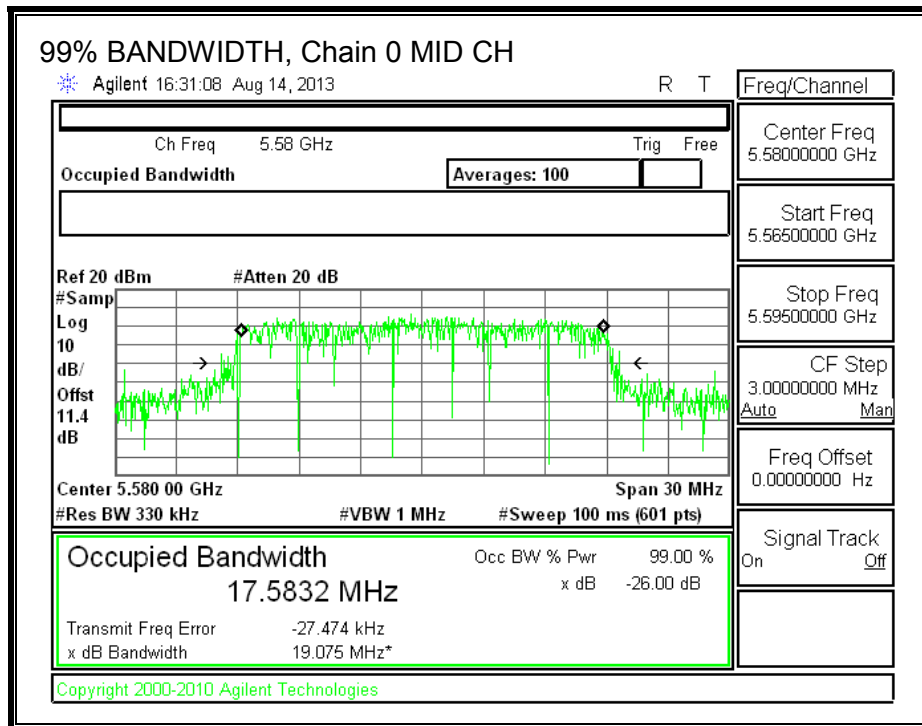 99% BANDWIDTH, Chain 0 MID CH
Agilent 16:31:08 Aug 14, 2013 R T
Freq/Channel
Ch Freq 5.58 GHz Trig Free
Occupied Bandwidth Averages: 100
Center Freq
5.58000000 GHz
Start Freq
5.56500000 GHz
Stop Freq
5.59500000 GHz
CF Step
3.00000000 MHz
Auto Man
Freq Offset
0.00000000 Hz
Signal Track
On Off
Ref 20 dBm #Atten 20 dB
#Samp
Log
10
dB/
Offst
11.4
dB
Center 5.580 00 GHz Span 30 MHz
#Res BW 330 kHz #VBW 1 MHz #Sweep 100 ms (601 pts)
Occupied Bandwidth Occ BW % Pwr 99.00 %
17.5832 MHz x dB -26.00 dB
Transmit Freq Error -27.474 kHz
x dB Bandwidth 19.075 MHz*
Copyright 2000-2010 Agilent Technologies